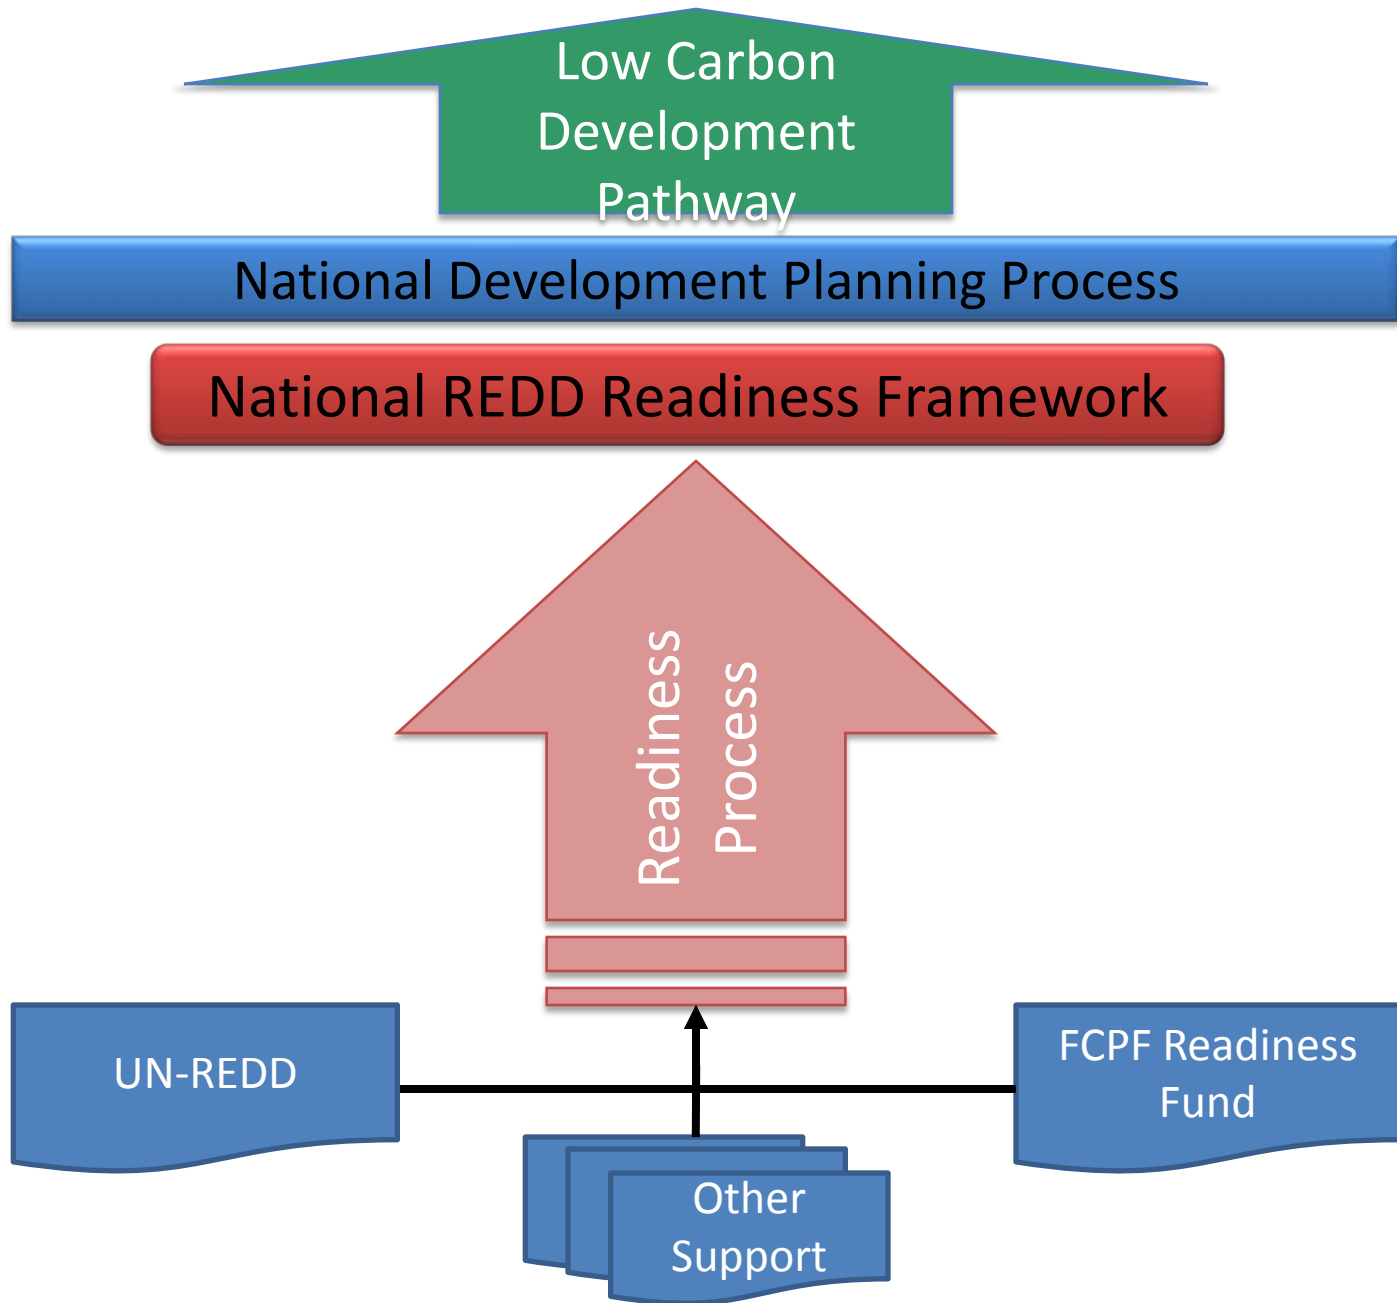 Low Carbon
Development
Pathway
National Development Planning Process
National REDD Readiness Framework
Readiness
Process
UN-REDD
FCPF Readiness
Fund
Other
Support